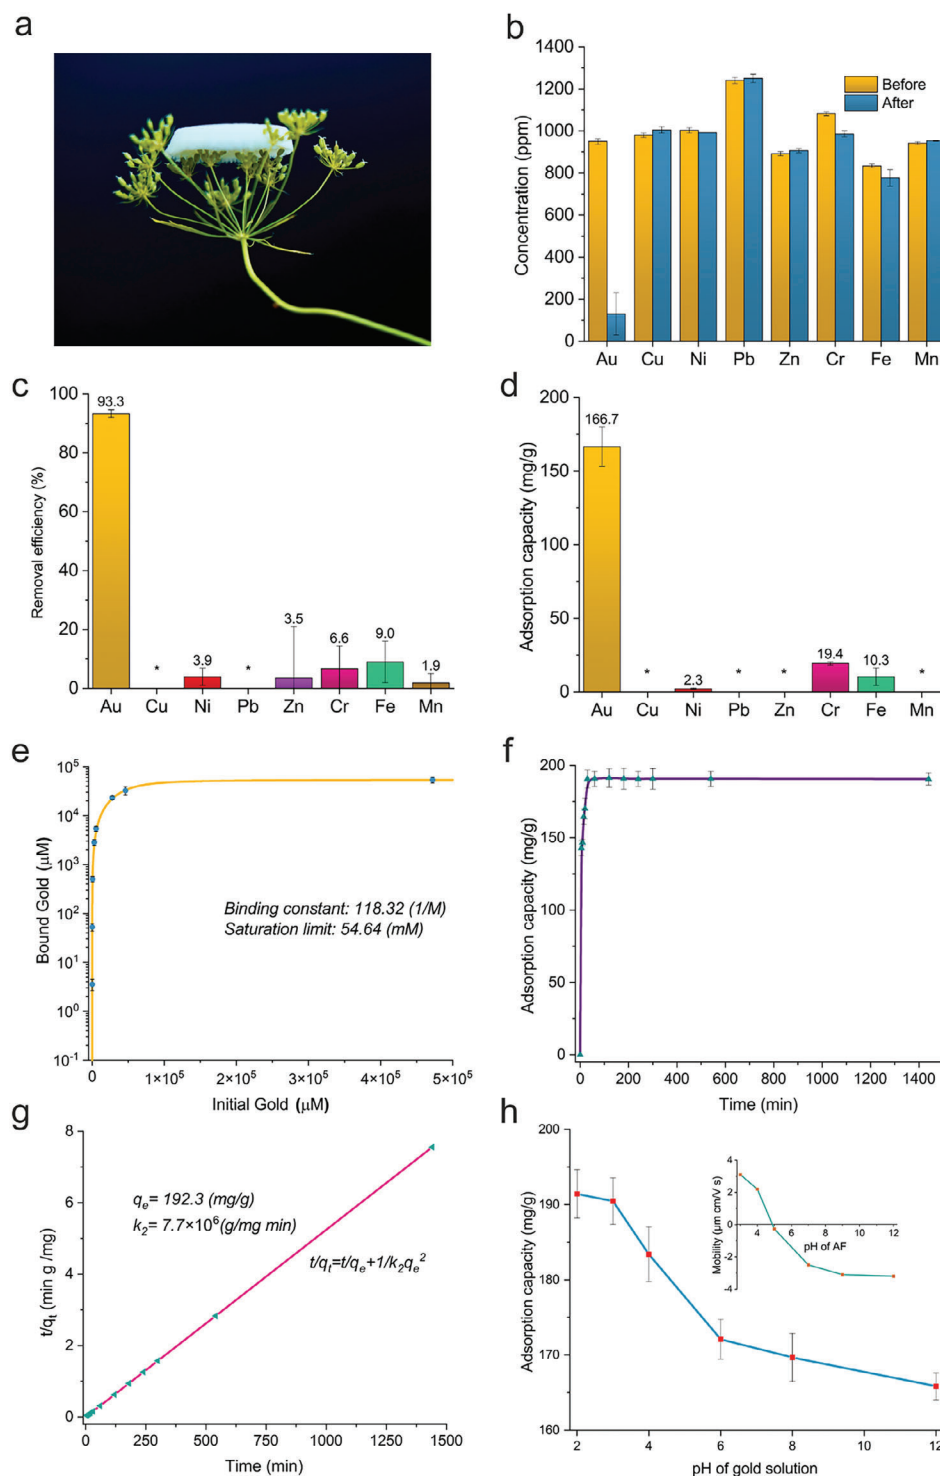 a
b
Concentration (ppm)
1400
1200
1000
800
600
400
200
0
Before
After
Au Cu Ni Pb Zn Cr Fe Mn
c
Removal efficiency (%)
100
80
60
40
20
0
93.3
*
3.9
*
3.5
6.6
9.0
1.9
Au Cu Ni Pb Zn Cr Fe Mn
d
Adsorption capacity (mg/g)
200
150
100
50
0
166.7
*
2.3
*
*
19.4
10.3
*
Au Cu Ni Pb Zn Cr Fe Mn
e
Bound Gold (μM)
10⁵
10⁴
10³
10²
10¹
10⁰
10⁻¹
Binding constant: 118.32 (1/M)
Saturation limit: 54.64 (mM)
0 1×10⁵ 2×10⁵ 3×10⁵ 4×10⁵ 5×10⁵
Initial Gold (μM)
f
Adsorption capacity (mg/g)
200
150
100
50
0
0 200 400 600 800 1000 1200 1400
Time (min)
g
t/qₜ (min g /mg)
8
6
4
2
0
qₑ= 192.3 (mg/g)
k₂= 7.7×10⁶(g/mg min)
t/qₜ=t/qₑ+1/k₂qₑ²
0 250 500 750 1000 1250 1500
Time (min)
h
Adsorption capacity (mg/g)
200
190
180
170
160
Mobility (μm cm/V s)
4
2
0
-2
-4
4 6 8 10 12
pH of AF
2 4 6 8 10 12
pH of gold solution